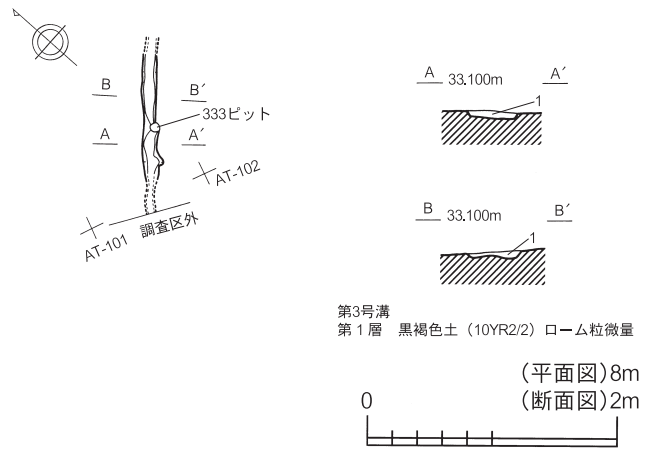 B
B´
333ピット
A
A´
AT-102
AT-101
調査区外
A 33.100m A´
1
B 33.100m B´
1
第3号溝
第1層 黒褐色土（10YR2/2）ローム粒微量
（平面図）8m
0 （断面図）2m